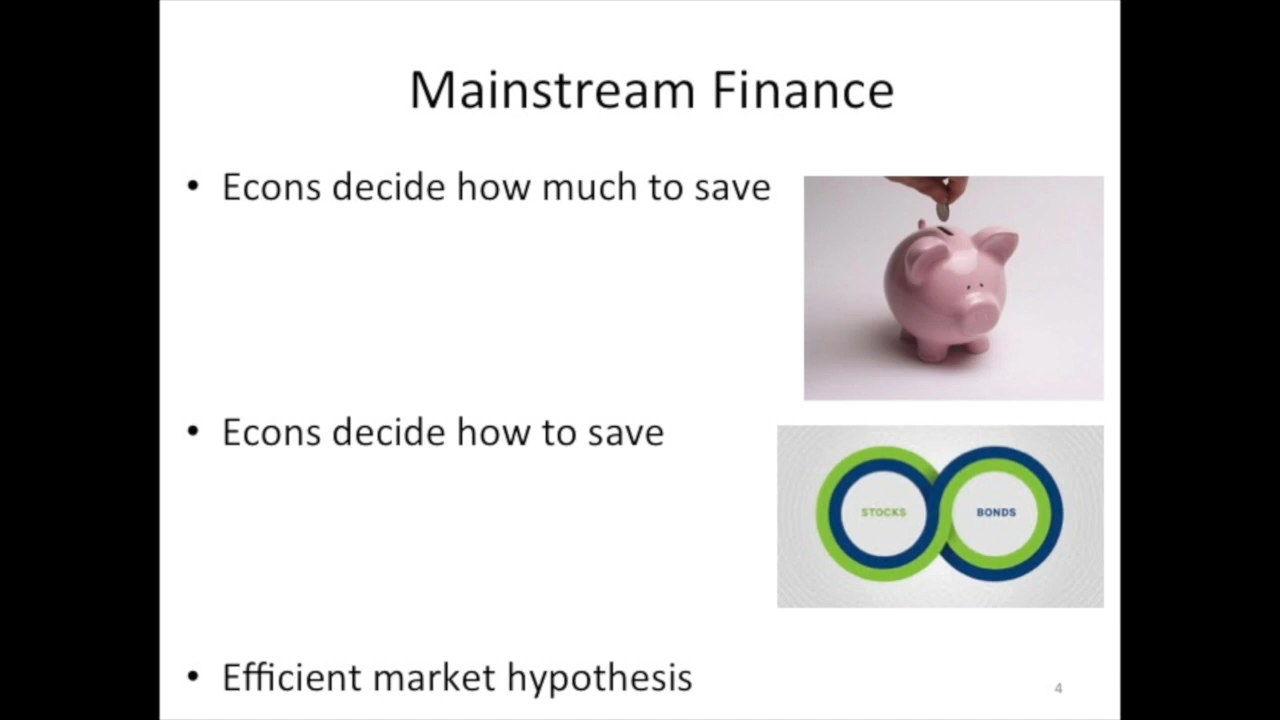 Mainstream Finance
• Econs decide how much to save
• Econs decide how to save
STOCKS
BONDS
• Efficient market hypothesis
4